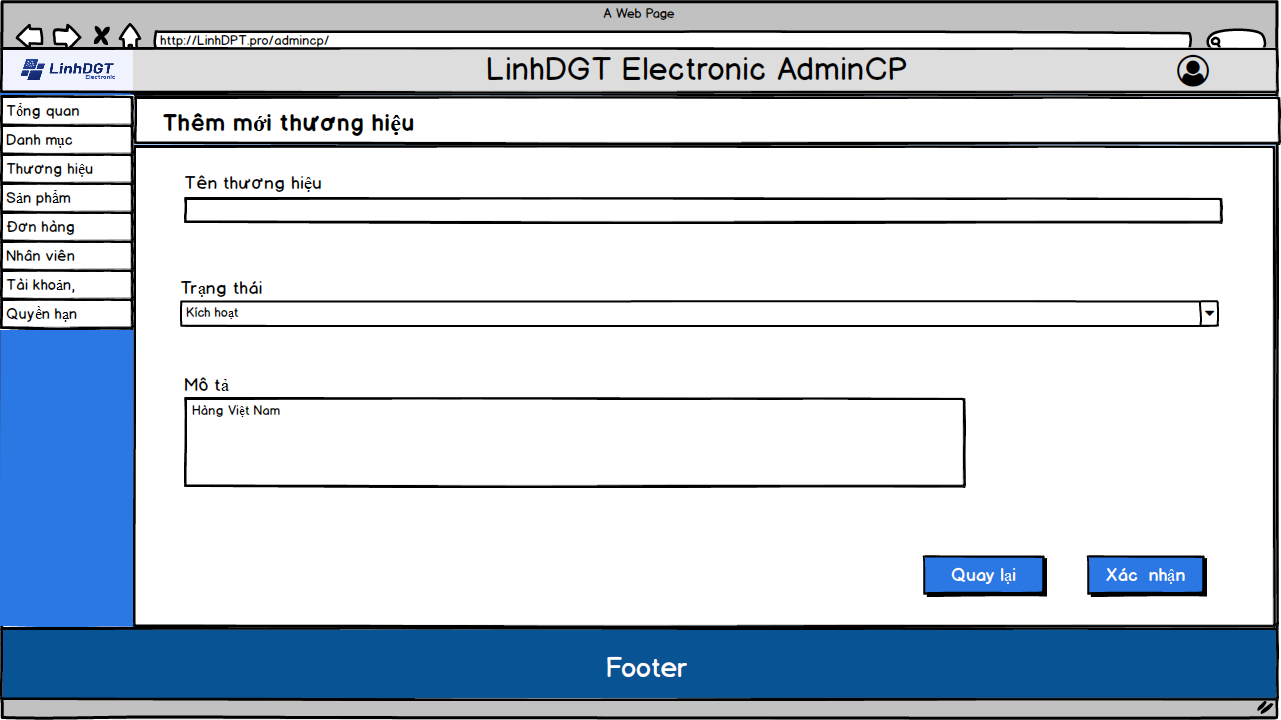 A Web Page
http://LinhDPT.pro/admincp/
LinhDGT
Electronic
LinhDGT Electronic AdminCP
Tổng quan
Danh mục
Thương hiệu
Sản phẩm
Đơn hàng
Nhân viên
Tài khoản,
Quyền hạn
Thêm mới thương hiệu
Tên thương hiệu
Trạng thái
Kích hoạt
Mô tả
Hàng Việt Nam
Quay lại
Xác nhận
Footer